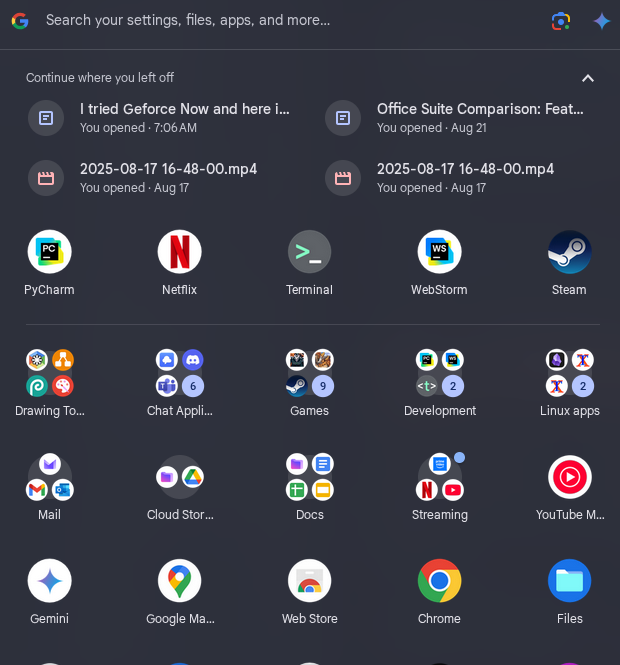 Search your settings, files, apps, and more...
Continue where you left off
I tried Geforce Now and here i...
You opened · 7:06 AM
Office Suite Comparison: Feat...
You opened · Aug 21
2025-08-17 16-48-00.mp4
You opened · Aug 17
2025-08-17 16-48-00.mp4
You opened · Aug 17
PC
WS
PyCharm
Netflix
Terminal
WebStorm
Steam
6
9
2
2
Drawing To...
Chat Appli...
Games
Development
Linux apps
Mail
Cloud Stor...
Docs
Streaming
YouTube M...
Gemini
Google Ma...
Web Store
Chrome
Files